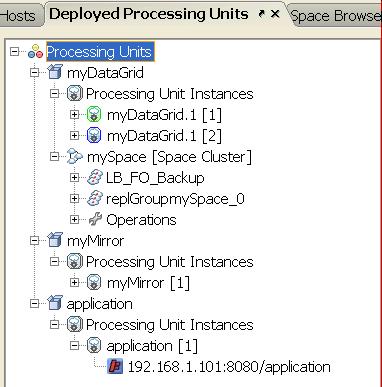 Hosts Deployed Processing Units Space Browse
Processing Units
myDataGrid
Processing Unit Instances
myDataGrid.1 [1]
myDataGrid.1 [2]
mySpace [Space Cluster]
LB_FO_Backup
replGroupmySpace_0
Operations
myMirror
Processing Unit Instances
myMirror [1]
application
Processing Unit Instances
application [1]
192.168.1.101:8080/application